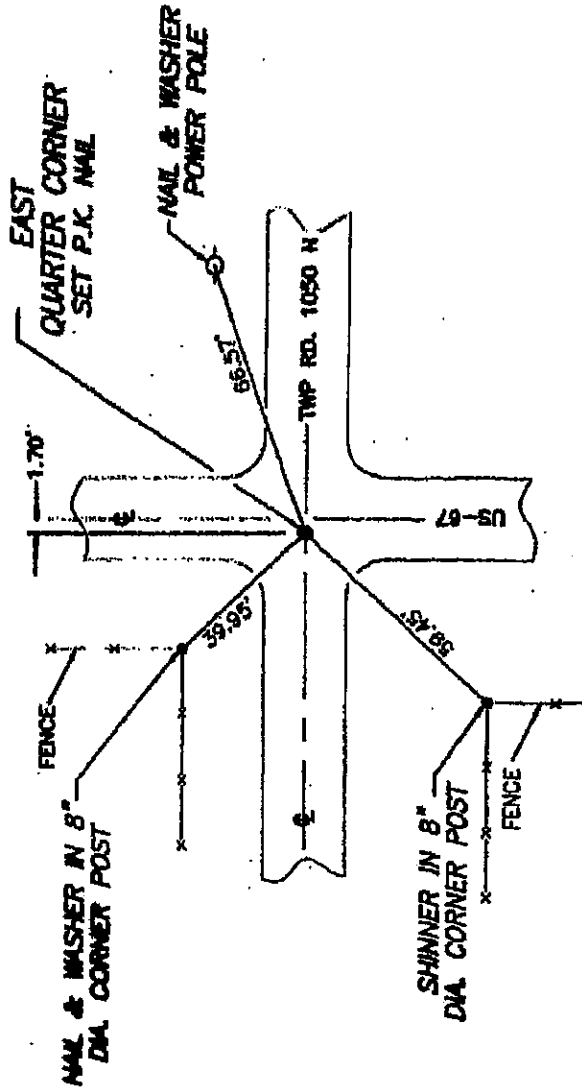 EAST
QUARTER CORNER
SET P.K. NAIL
1.70'
NAIL & WASHER
POWER POLE
66.57'
TWP RD. 1050 N
US-67
39.95'
59.45'
FENCE
NAIL & WASHER IN 8"
DIA. CORNER POST
SHINNER IN 8"
DIA. CORNER POST
FENCE
℄
℄